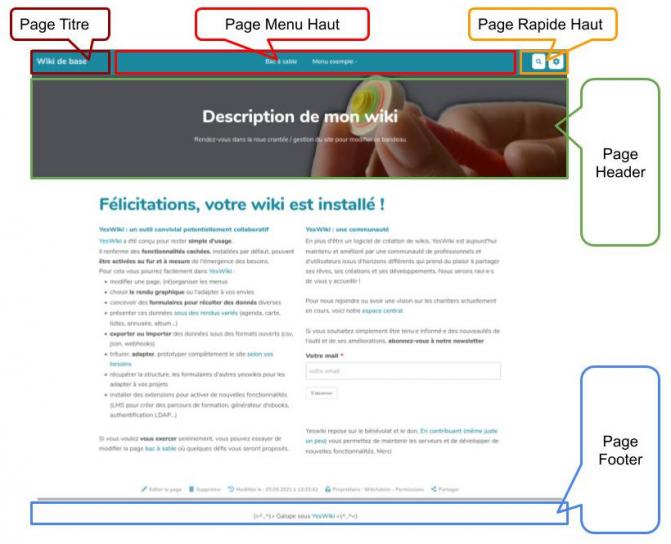 Page Titre
Page Menu Haut
Page Rapide Haut
Wiki de base
Bac à sable
Menu exemple -
Description de mon wiki
Rendez-vous dans la roue crantée / gestion du site pour modifier ce bandeau
Page
Header
Félicitations, votre wiki est installé !
YesWiki : un outil convivial potentiellement collaboratif
YesWiki a été conçu pour rester simple d'usage.
Il renferme des fonctionnalités cachées, installées par défaut, pouvant
être activées au fur et à mesure de l'émergence des besoins.
Pour cela vous pourrez facilement dans YesWiki :
• modifier une page, (ré)organiser les menus
• choisir le rendu graphique ou l'adapter à vos envies
• concevoir des formulaires pour récolter des donnés diverses
• présenter ces données sous des rendus variés (agenda, carte,
listes, annuaire, album...)
• exporter ou importer des données sous des formats ouverts (csv,
json, webhooks)
• triturer, adapter, prototyper complètement le site selon vos
besoins
• récupérer la structure, les formulaires d'autres yeswikis pour les
adapter à vos projets
• installer des extensions pour activer de nouvelles fonctionnalités
(LMS pour créer des parcours de formation, générateur d'ebooks,
authentification LDAP...)
Si vous voulez vous exercer sereinement, vous pouvez essayer de
modifier la page bac à sable où quelques défis vous seront proposés.
YesWiki : une communauté
En plus d'être un logiciel de création de wikis, YesWiki est aujourd'hui
maintenu et amélioré par une communauté de professionnels et
d'utilisateurs issus d'horizons différents qui prend du plaisir à partager
ses rêves, ses créations et ses développements. Nous serons ravi·e·s
de vous y accueillir !
Pour nous rejoindre ou avoir une vision sur les chantiers actuellement
en cours, voici notre espace central.
Si vous souhaitez simplement être tenu·e informé·e des nouveautés de
l'outil et de ses améliorations, abonnez-vous à notre newsletter
Votre mail *
votre email
S'abonner
Yeswiki repose sur le bénévolat et le don. En contribuant (même juste
un peu) vous permettez de maintenir les serveurs et de développer de
nouvelles fonctionnalités. Merci
Page
Footer
Éditer la page Supprimer Modifiée le : Propriétaire : WikiAdmin - Permissions Partager
(>^_^)> Galope sous YesWiki <(^_^<)